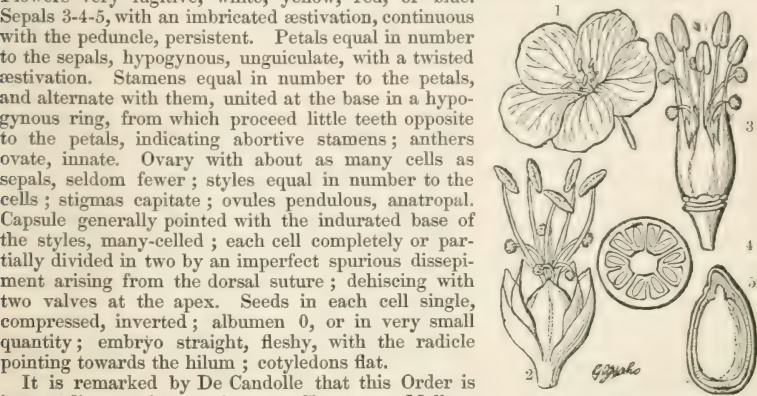 Flowers very fugitive, white, yellow, red, or blue.
Sepals 3-4-5, with an imbricated æstivation, continuous
with the peduncle, persistent. Petals equal in number
to the sepals, hypogynous, unguiculate, with a twisted
æstivation. Stamens equal in number to the petals,
and alternate with them, united at the base in a hypo-
gynous ring, from which proceed little teeth opposite
to the petals, indicating abortive stamens; anthers
ovate, innate. Ovary with about as many cells as
sepals, seldom fewer; styles equal in number to the
cells; stigmas capitate; ovules pendulous, anatropal.
Capsule generally pointed with the indurated base of
the styles, many-celled; each cell completely or par-
tially divided in two by an imperfect spurious dissepi-
ment arising from the dorsal suture; dehiscing with
two valves at the apex. Seeds in each cell single,
compressed, inverted; albumen 0, or in very small
quantity; embryo straight, fleshy, with the radicle
pointing towards the hilum; cotyledons flat.
It is remarked by De Candolle that this Order is
1
3
4
5
2